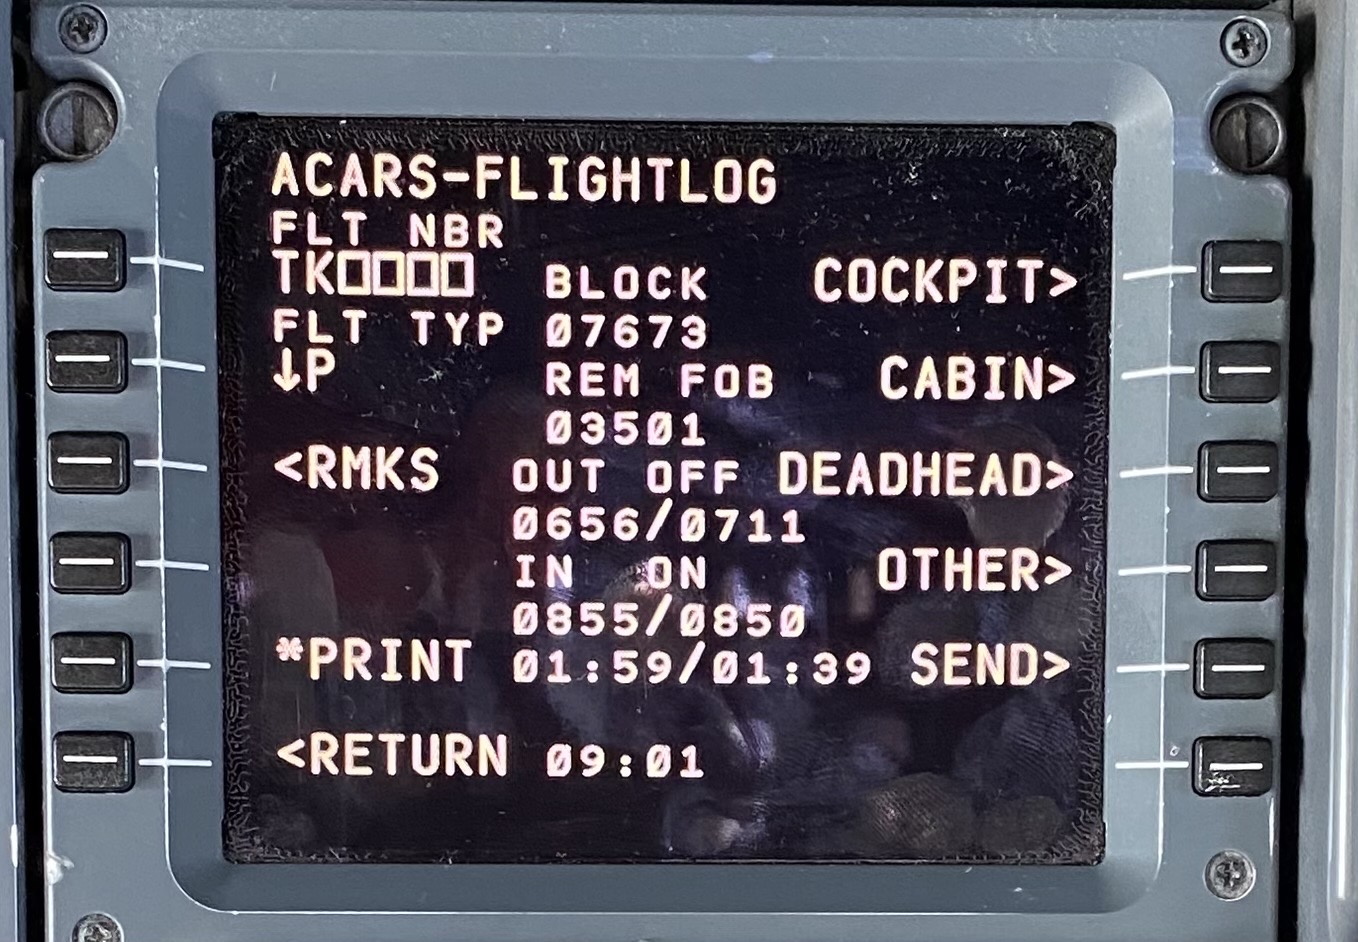 ACARS-FLIGHTLOG
FLT NBR
TK□□□□ BLOCK COCKPIT>
FLT TYP 07673
↓P REM FOB CABIN>
03501
<RMKS OUT OFF DEADHEAD>
0656/0711
IN ON OTHER>
0855/0850
*PRINT 01:59/01:39 SEND>
<RETURN 09:01